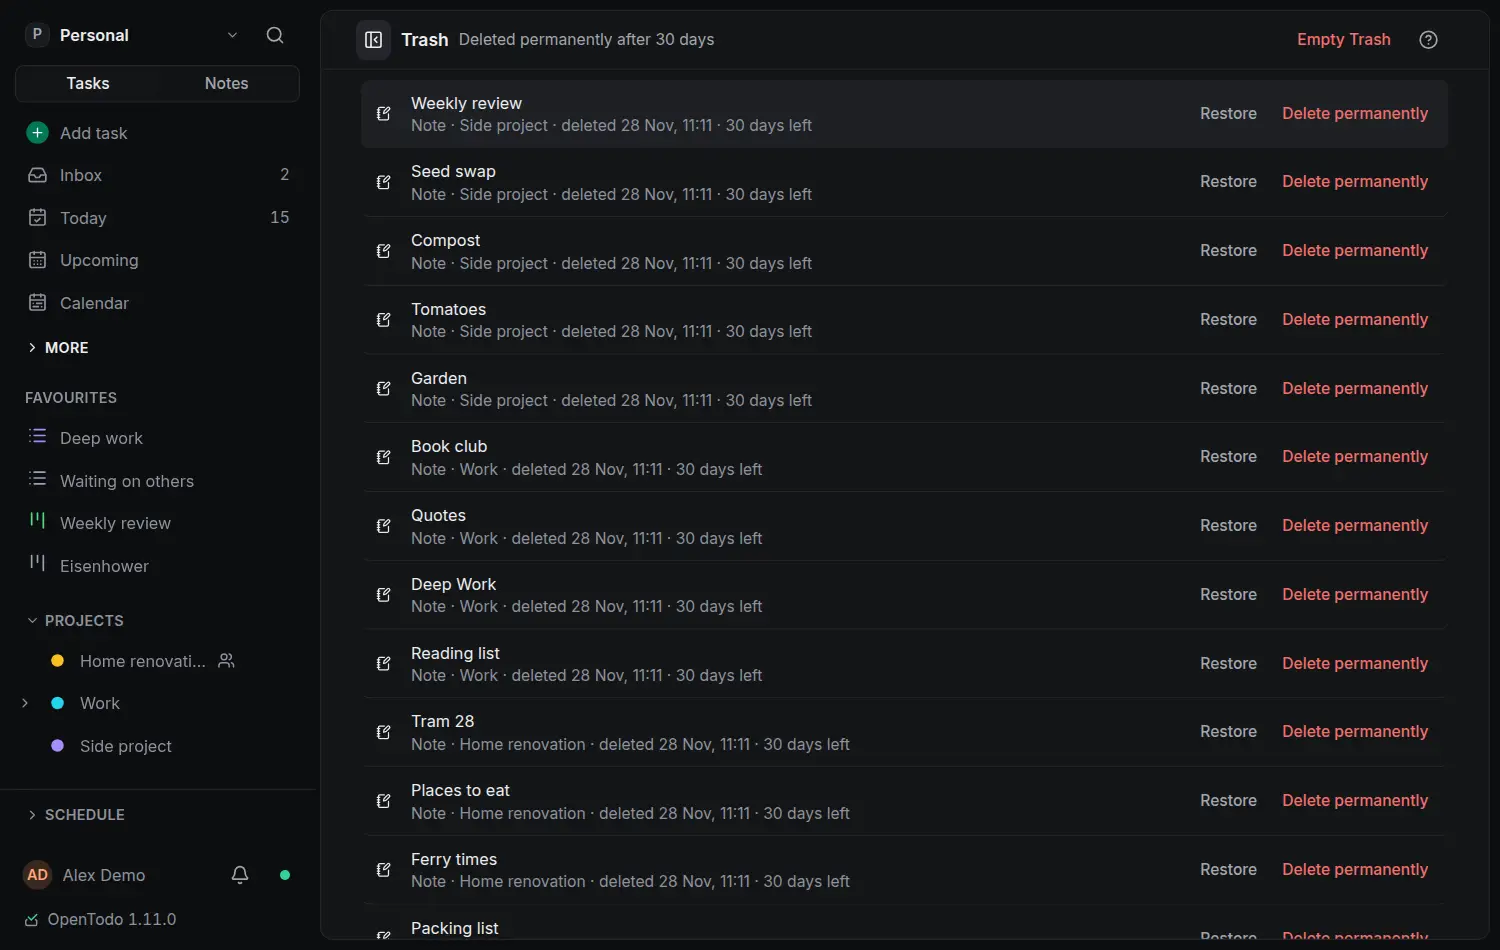 P Personal
Tasks Notes
Add task
Inbox 2
Today 15
Upcoming
Calendar
MORE
FAVOURITES
Deep work
Waiting on others
Weekly review
Eisenhower
PROJECTS
Home renovati...
Work
Side project
SCHEDULE
AD Alex Demo
OpenTodo 1.11.0
Trash Deleted permanently after 30 days Empty Trash
Weekly review
Note · Side project · deleted 28 Nov, 11:11 · 30 days left
Restore Delete permanently
Seed swap
Note · Side project · deleted 28 Nov, 11:11 · 30 days left
Restore Delete permanently
Compost
Note · Side project · deleted 28 Nov, 11:11 · 30 days left
Restore Delete permanently
Tomatoes
Note · Side project · deleted 28 Nov, 11:11 · 30 days left
Restore Delete permanently
Garden
Note · Side project · deleted 28 Nov, 11:11 · 30 days left
Restore Delete permanently
Book club
Note · Work · deleted 28 Nov, 11:11 · 30 days left
Restore Delete permanently
Quotes
Note · Work · deleted 28 Nov, 11:11 · 30 days left
Restore Delete permanently
Deep Work
Note · Work · deleted 28 Nov, 11:11 · 30 days left
Restore Delete permanently
Reading list
Note · Work · deleted 28 Nov, 11:11 · 30 days left
Restore Delete permanently
Tram 28
Note · Home renovation · deleted 28 Nov, 11:11 · 30 days left
Restore Delete permanently
Places to eat
Note · Home renovation · deleted 28 Nov, 11:11 · 30 days left
Restore Delete permanently
Ferry times
Note · Home renovation · deleted 28 Nov, 11:11 · 30 days left
Restore Delete permanently
Packing list
Restore Delete permanently